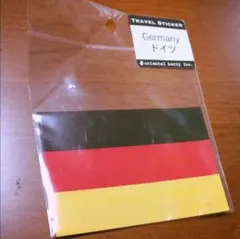 TRAVEL STICKER
Germany
ドイツ
oriental berry Inc.